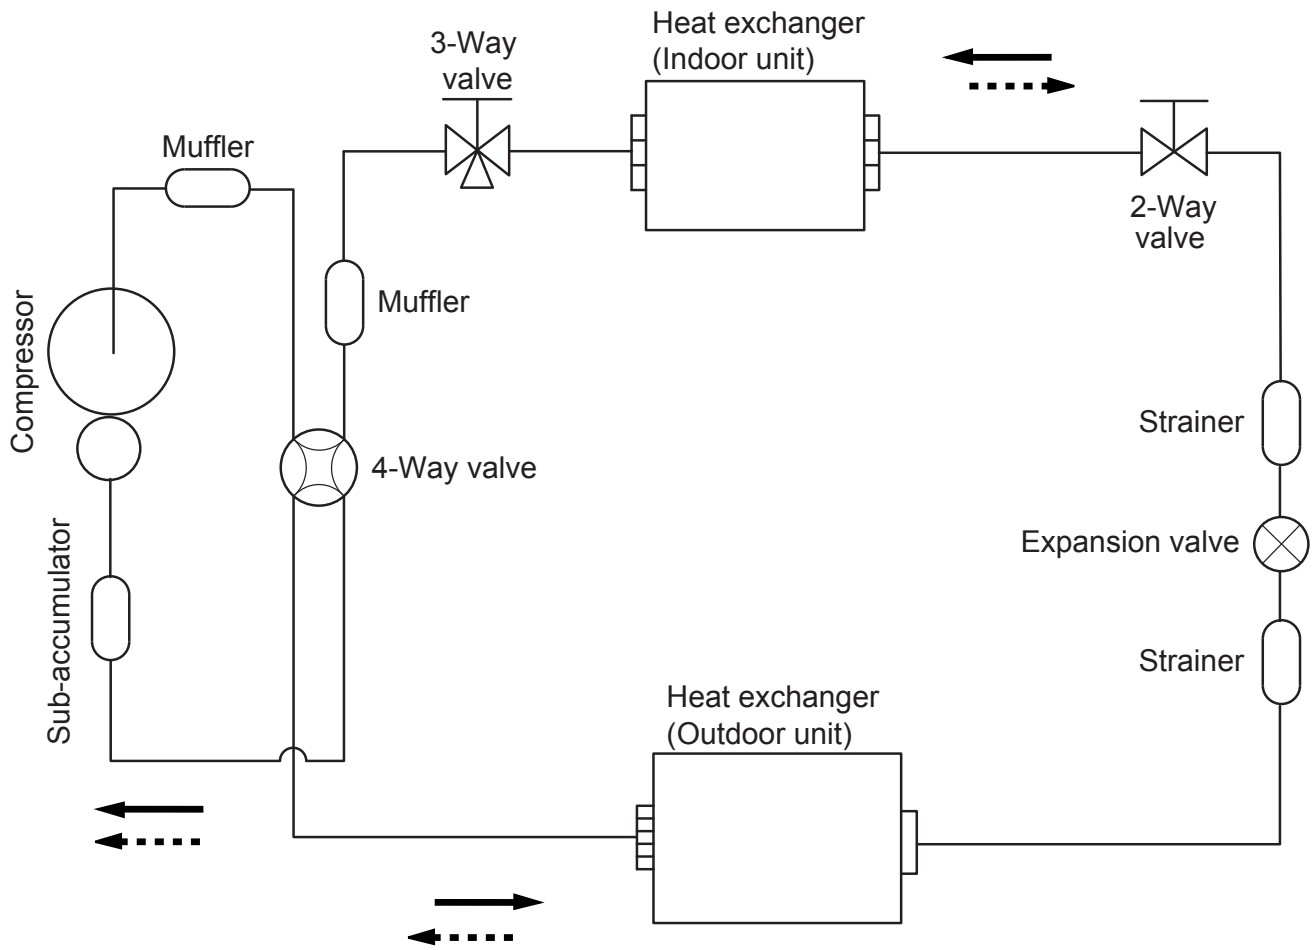 Heat exchanger
(Indoor unit)
3-Way
valve
Muffler
2-Way
valve
Muffler
Compressor
Strainer
4-Way valve
Expansion valve
Sub-accumulator
Strainer
Heat exchanger
(Outdoor unit)